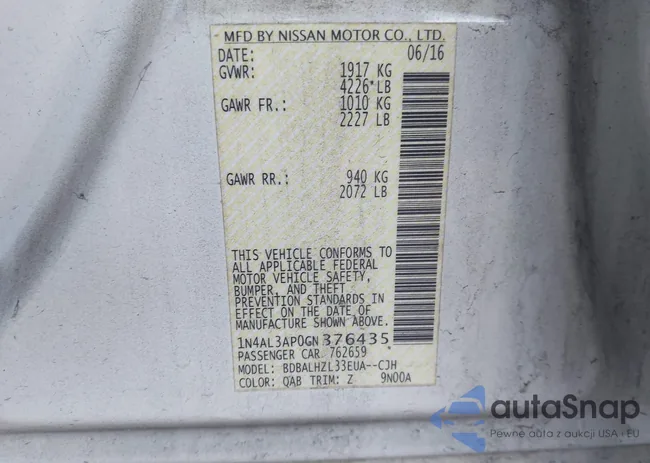 MFD BY NISSAN MOTOR CO., LTD.
DATE: 06/16
GVWR: 1917 KG
4226 LB
GAWR FR.: 1010 KG
2227 LB
GAWR RR.: 940 KG
2072 LB
THIS VEHICLE CONFORMS TO
ALL APPLICABLE FEDERAL
MOTOR VEHICLE SAFETY,
BUMPER, AND THEFT
PREVENTION STANDARDS IN
EFFECT ON THE DATE OF
MANUFACTURE SHOWN ABOVE.
1N4AL3AP0GN376435
PASSENGER CAR 762659
MODEL: BDBALHZL33EUA--CJH
COLOR: QAB TRIM: Z 9N00A
autaSnap
Pewne auta z aukcji USA i EU